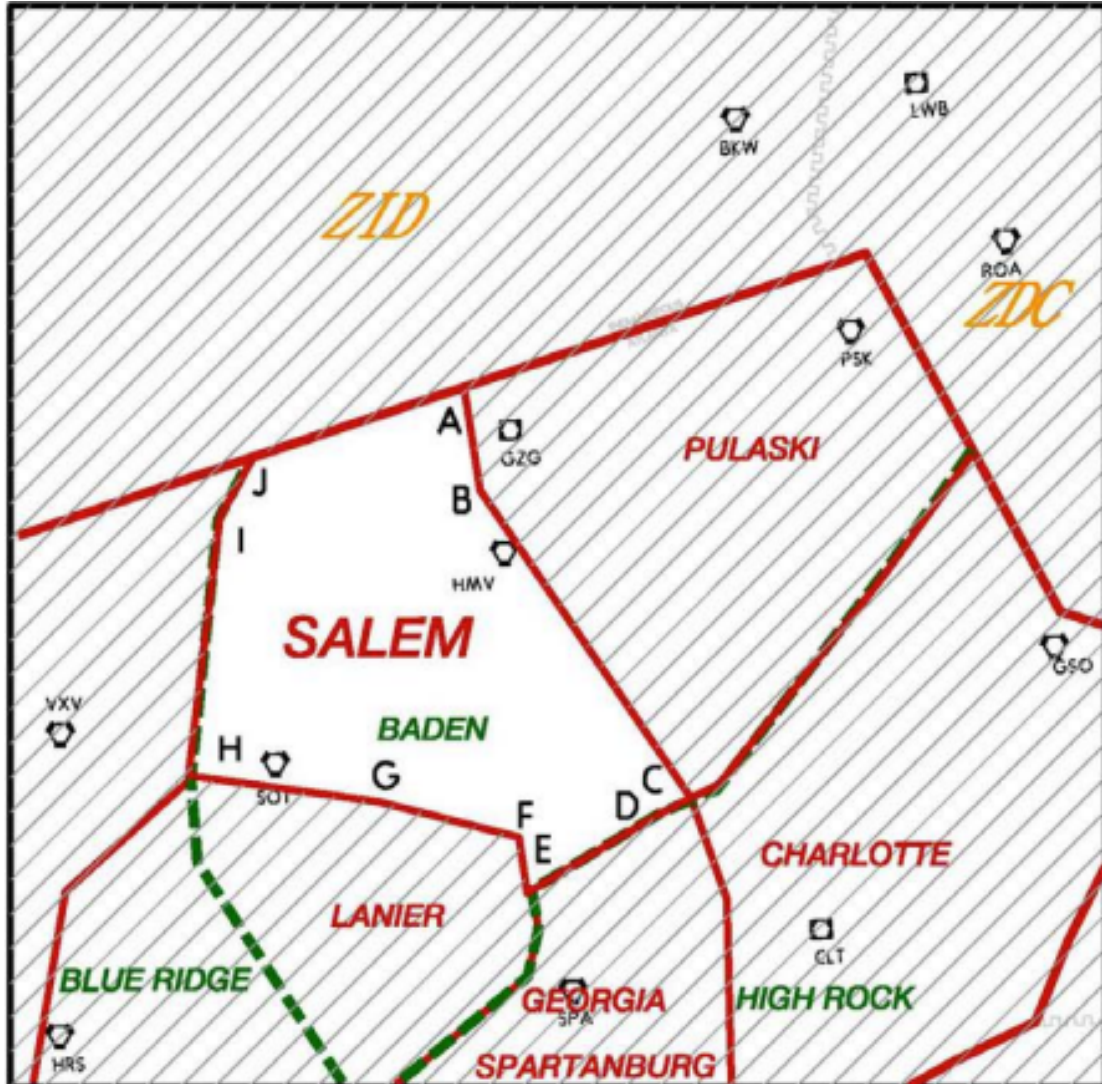 LWB
BKW
ZID
ROA
ZDC
PSK
A
GZG
PULASKI
J
B
I
HMV
SALEM
GSO
VXV
BADEN
H
SOT
G
C
D
F
E
CHARLOTTE
LANIER
CLT
BLUE RIDGE
GEORGIA
HIGH ROCK
SPA
HRS
SPARTANBURG